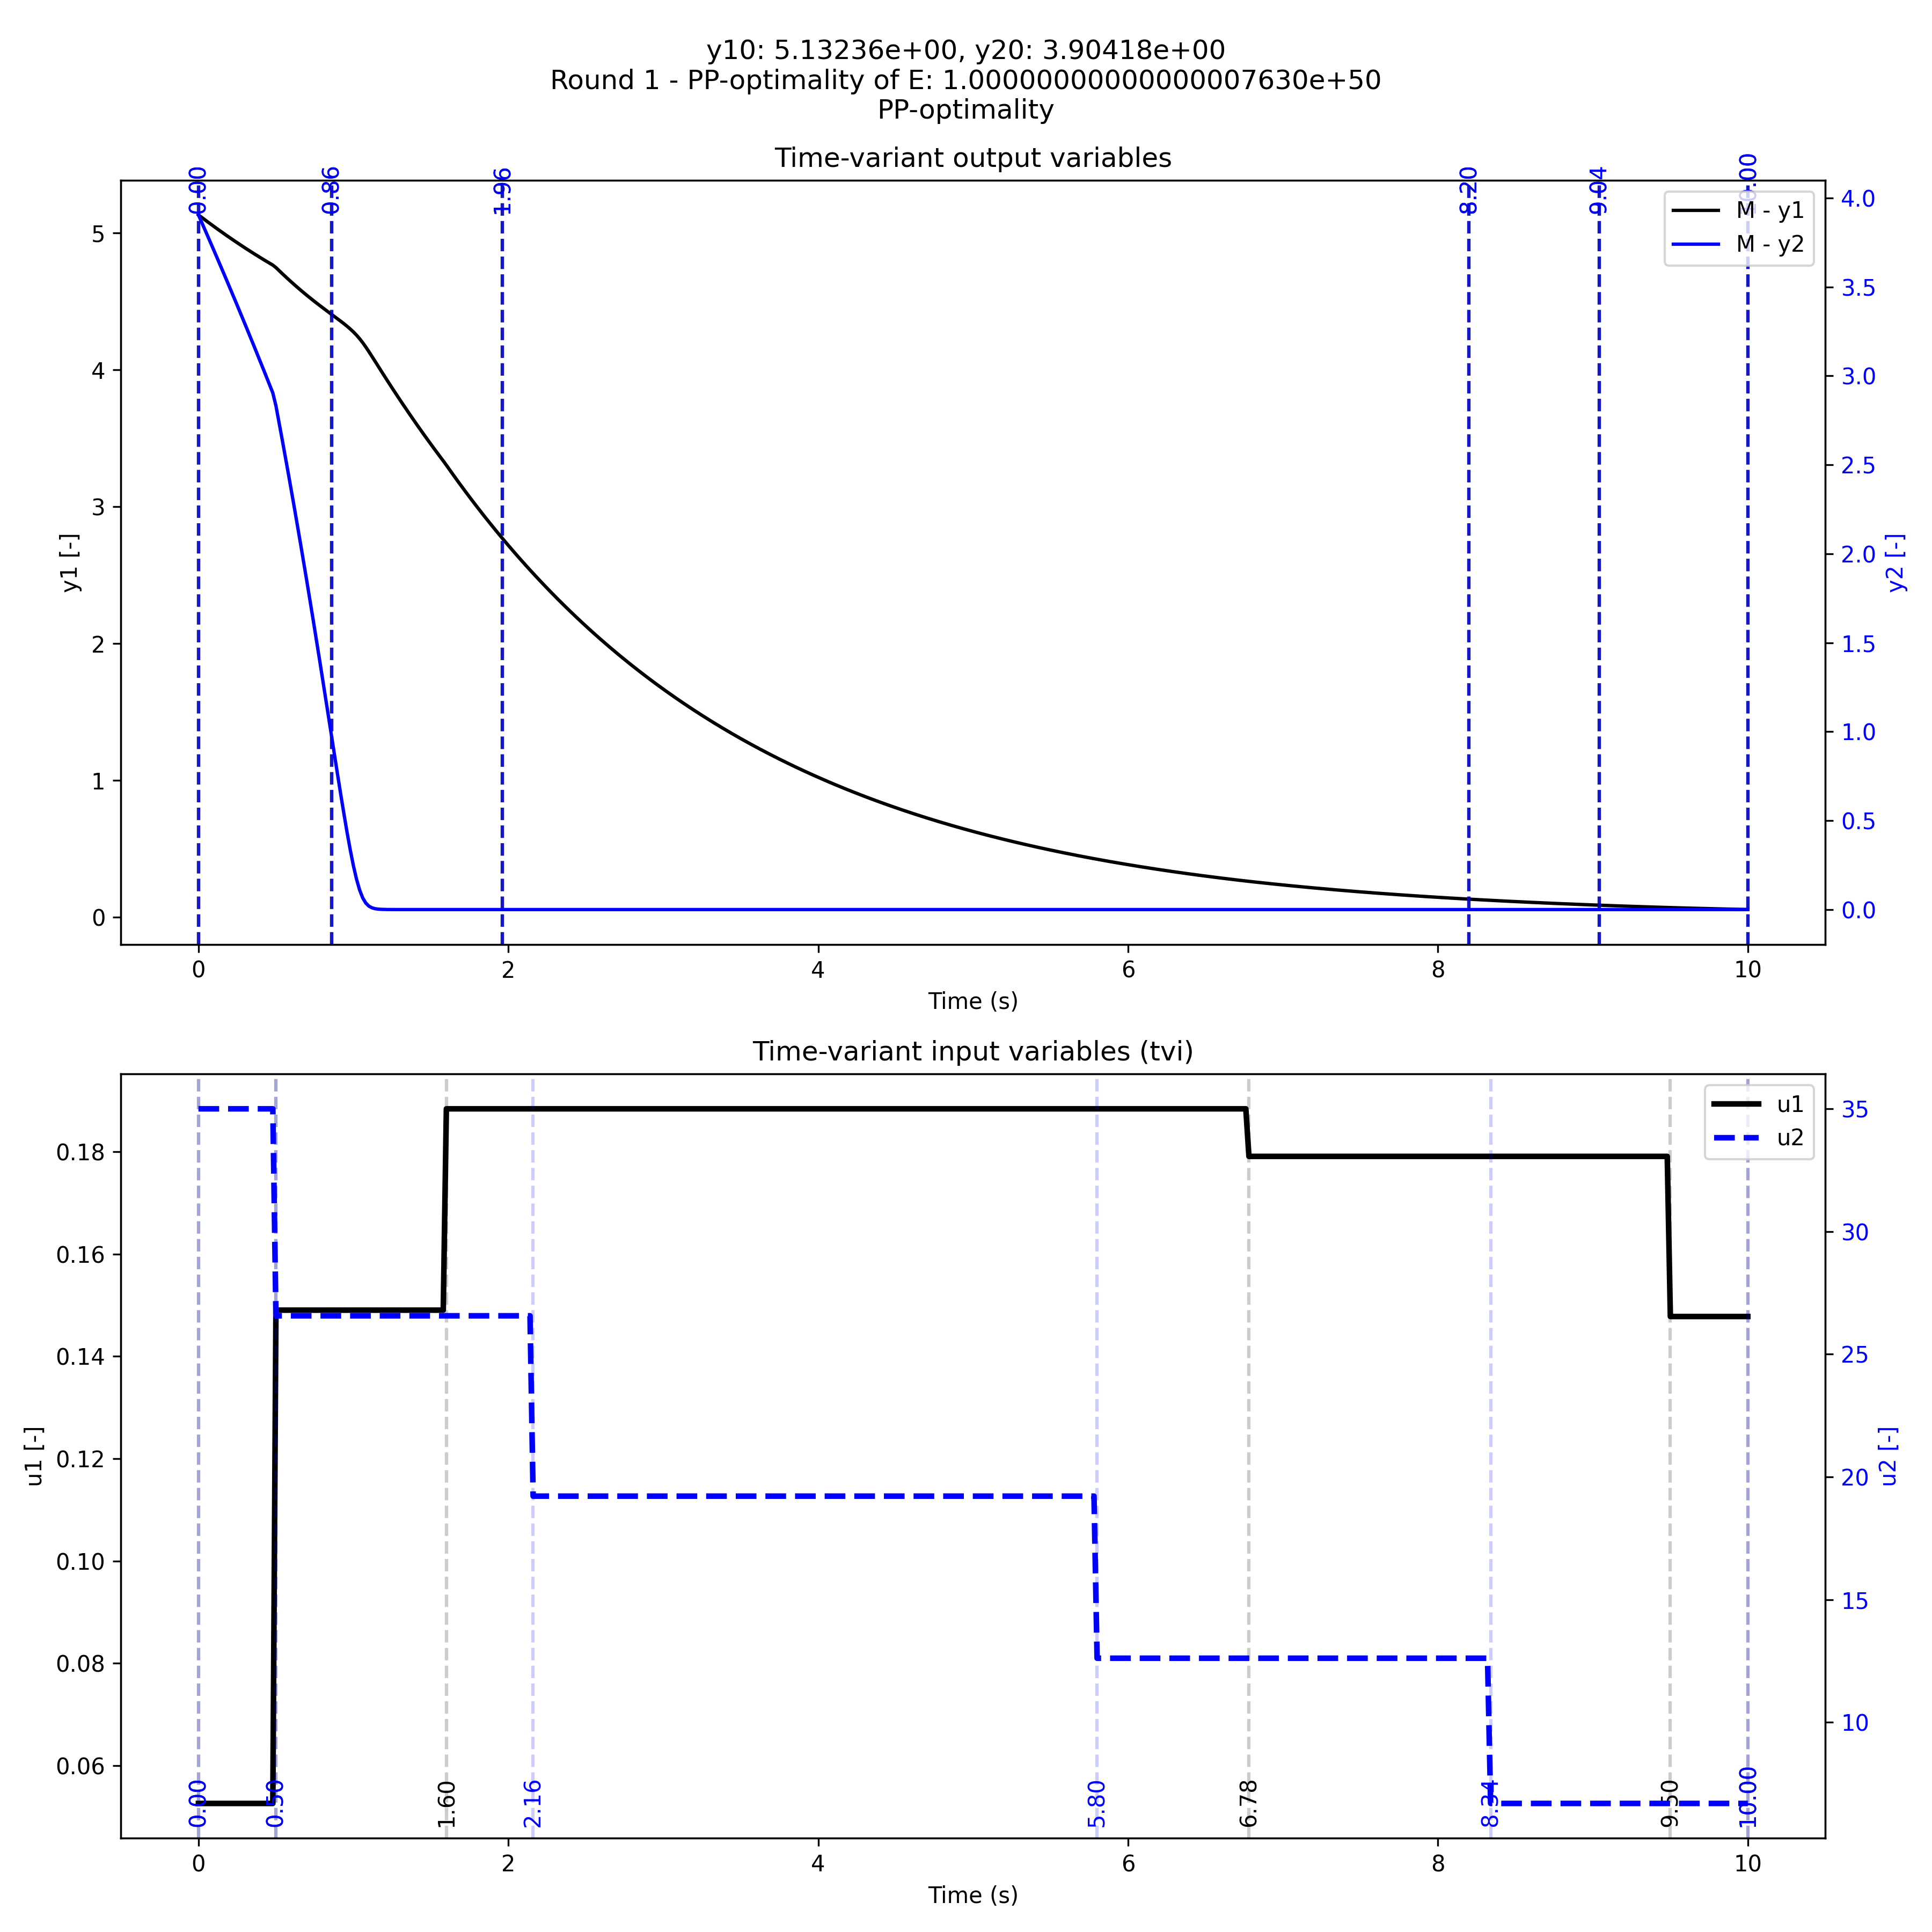 y10: 5.13236e+00, y20: 3.90418e+00
Round 1 - PP-optimality of E: 1.00000000000000007630e+50
PP-optimality
Time-variant output variables
0.00
0.86
1.96
8.20
9.04
10.00
M - y1
M - y2
y1 [-]
5
4
3
2
1
0
4.0
3.5
3.0
2.5
2.0
1.5
1.0
0.5
0.0
y2 [-]
0 2 4 6 8 10
Time (s)
Time-variant input variables (tvi)
u1
u2
u1 [-]
0.18
0.16
0.14
0.12
0.10
0.08
0.06
35
30
25
20
15
10
u2 [-]
0.00
0.50
1.60
2.16
5.80
6.78
8.34
9.50
10.00
0 2 4 6 8 10
Time (s)